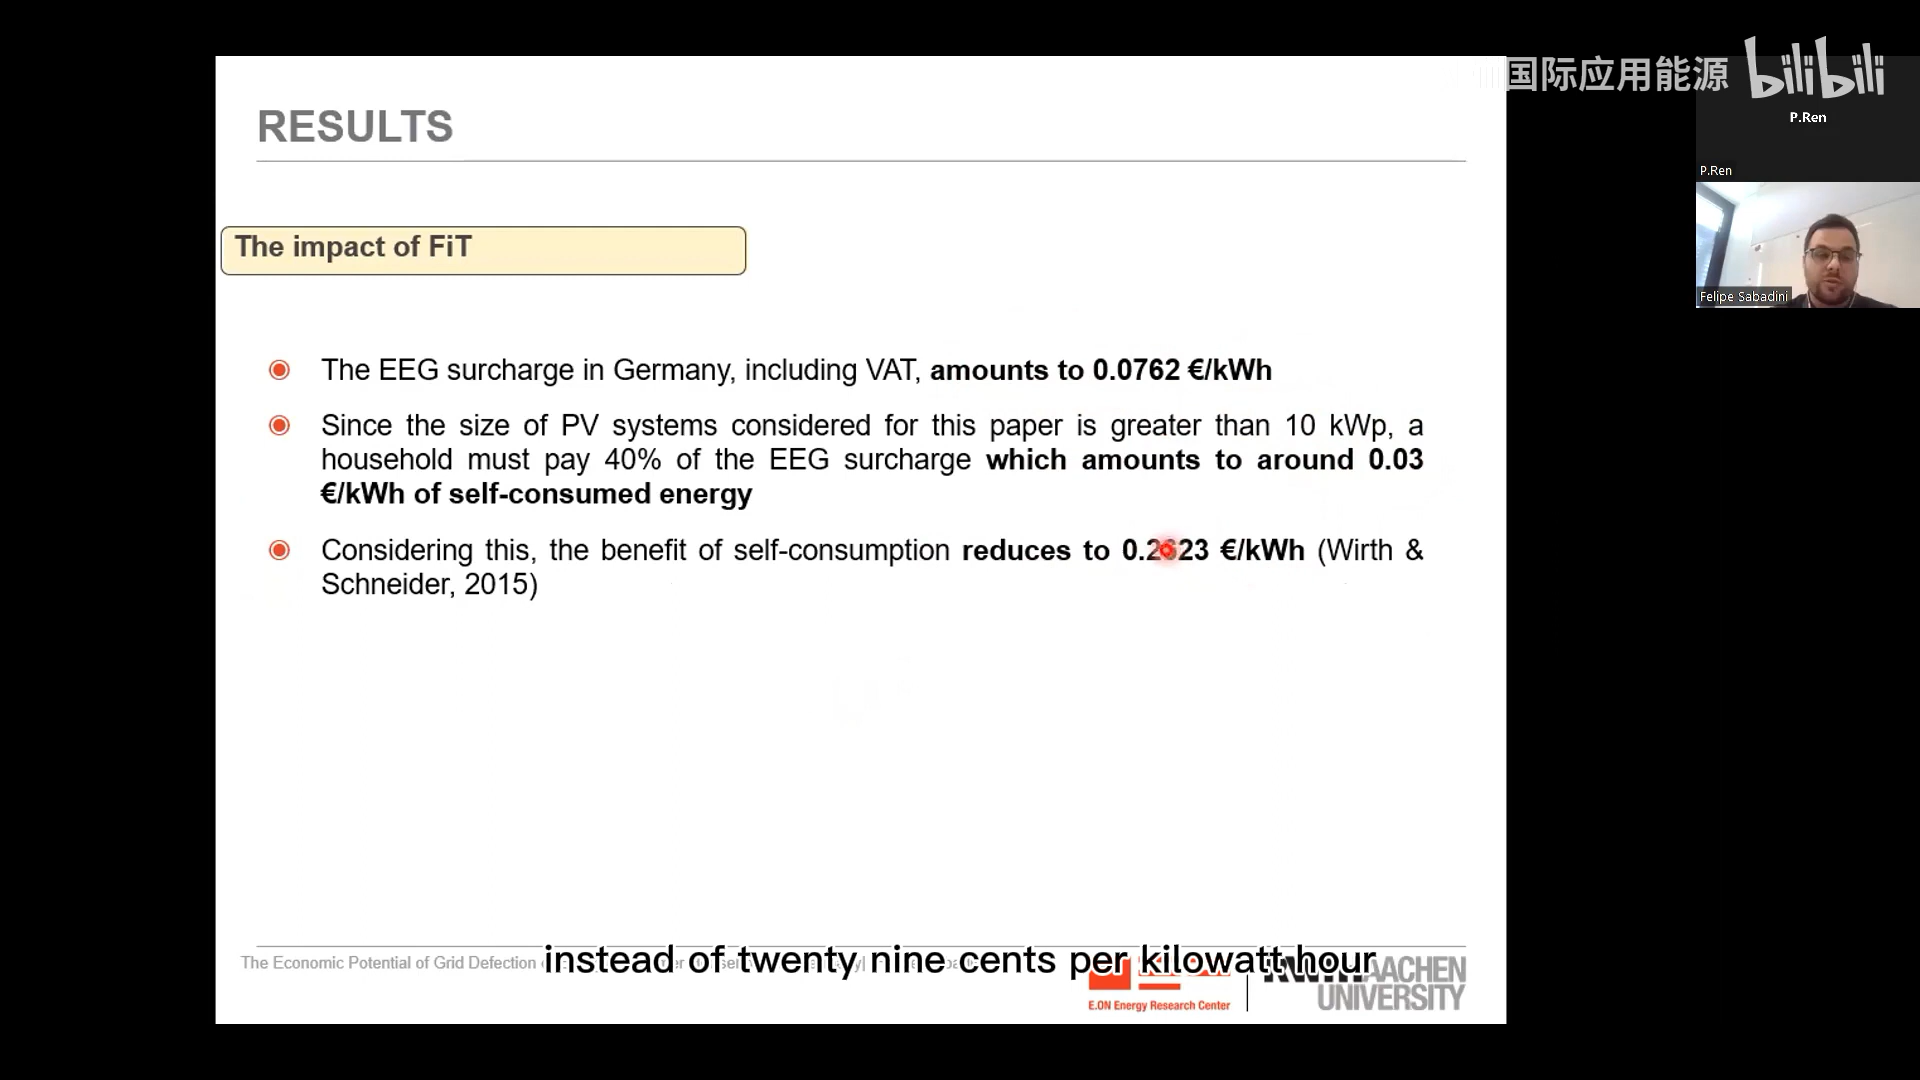 国际应用能源 bilibili
P.Ren
P.Ren
Felipe Sabadini
RESULTS
The impact of FiT
The EEG surcharge in Germany, including VAT, amounts to 0.0762 €/kWh
Since the size of PV systems considered for this paper is greater than 10 kWp, a
household must pay 40% of the EEG surcharge which amounts to around 0.03
€/kWh of self-consumed energy
Considering this, the benefit of self-consumption reduces to 0.2623 €/kWh (Wirth &
Schneider, 2015)
The Economic Potential of Grid Defection
instead of twenty nine cents per kilowatt hour
E.ON Energy Research Center
RWTH AACHEN
UNIVERSITY